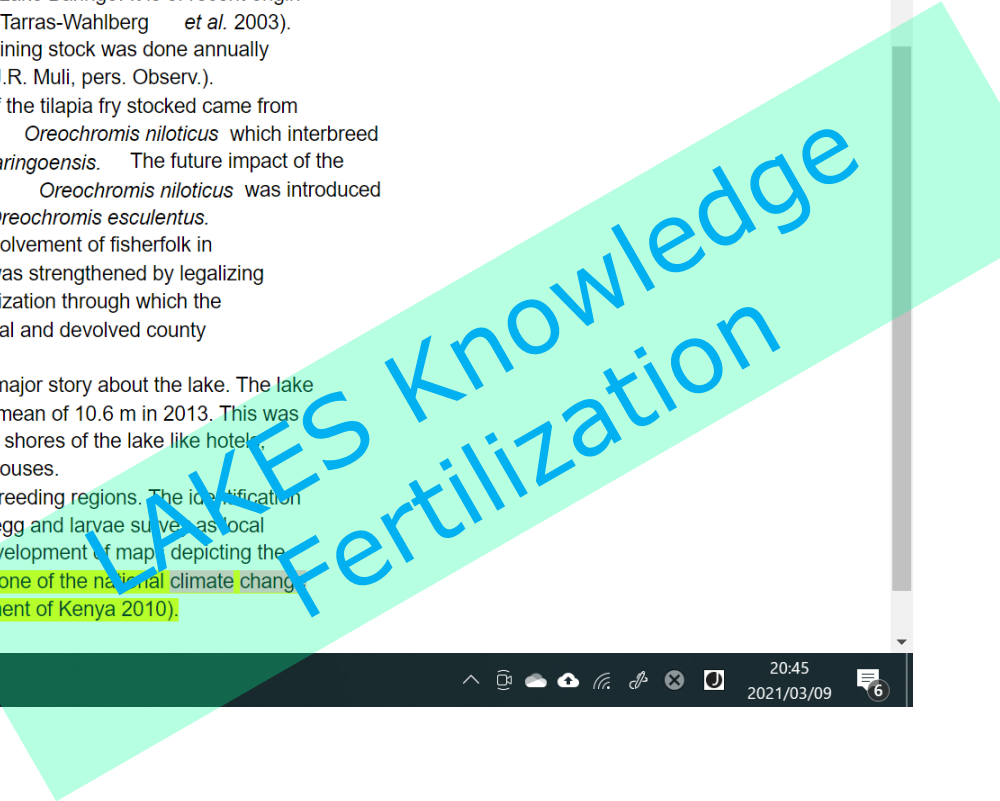 Tarras-Wahlberg et al. 2003).
ining stock was done annually
J.R. Muli, pers. Observ.).
the tilapia fry stocked came from
Oreochromis niloticus which interbreed
aringoensis. The future impact of the
Oreochromis niloticus was introduced
Oreochromis esculentus.
olvement of fisherfolk in
was strengthened by legalizing
ization through which the
al and devolved county
major story about the lake. The lake
mean of 10.6 m in 2013. This was
shores of the lake like hotels,
ouses.
reeding regions. The identification
egg and larvae survey as local
velopment of maps depicting the
one of the national climate change
ment of Kenya 2010).
LAKES Knowledge
Fertilization
20:45
2021/03/09
6